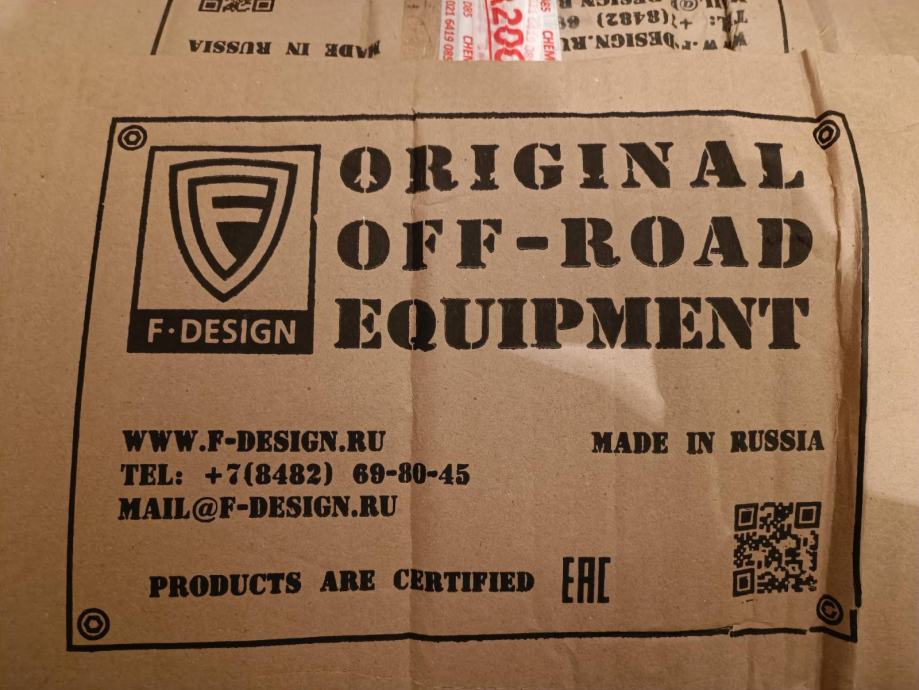 MADE IN RUSSIA
ORIGINAL
OFF-ROAD
EQUIPMENT
F·DESIGN
WWW.F-DESIGN.RU
MADE IN RUSSIA
TEL: +7(8482) 69-80-45
MAIL@F-DESIGN.RU
PRODUCTS ARE CERTIFIED EAC